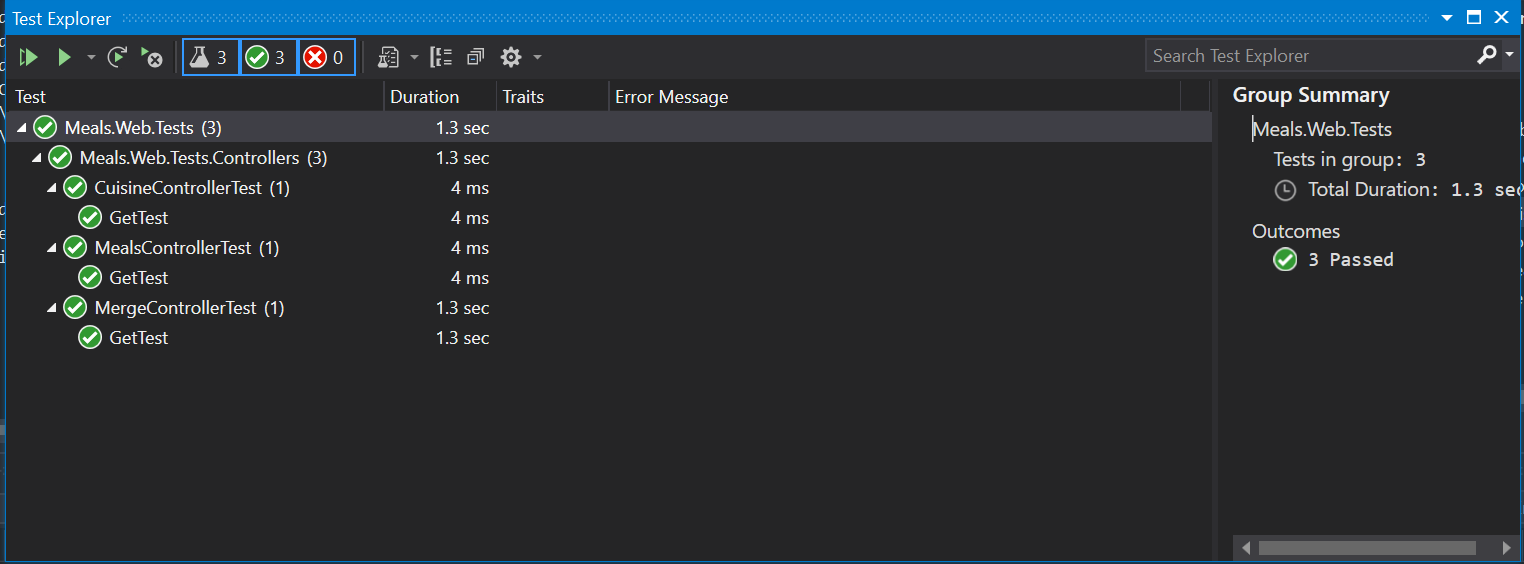 Test Explorer
3 3 0
Search Test Explorer
Test Duration Traits Error Message
Meals.Web.Tests (3) 1.3 sec
Meals.Web.Tests.Controllers (3) 1.3 sec
CuisineControllerTest (1) 4 ms
GetTest 4 ms
MealsControllerTest (1) 4 ms
GetTest 4 ms
MergeControllerTest (1) 1.3 sec
GetTest 1.3 sec
Group Summary
Meals.Web.Tests
Tests in group: 3
Total Duration: 1.3 sec
Outcomes
3 Passed